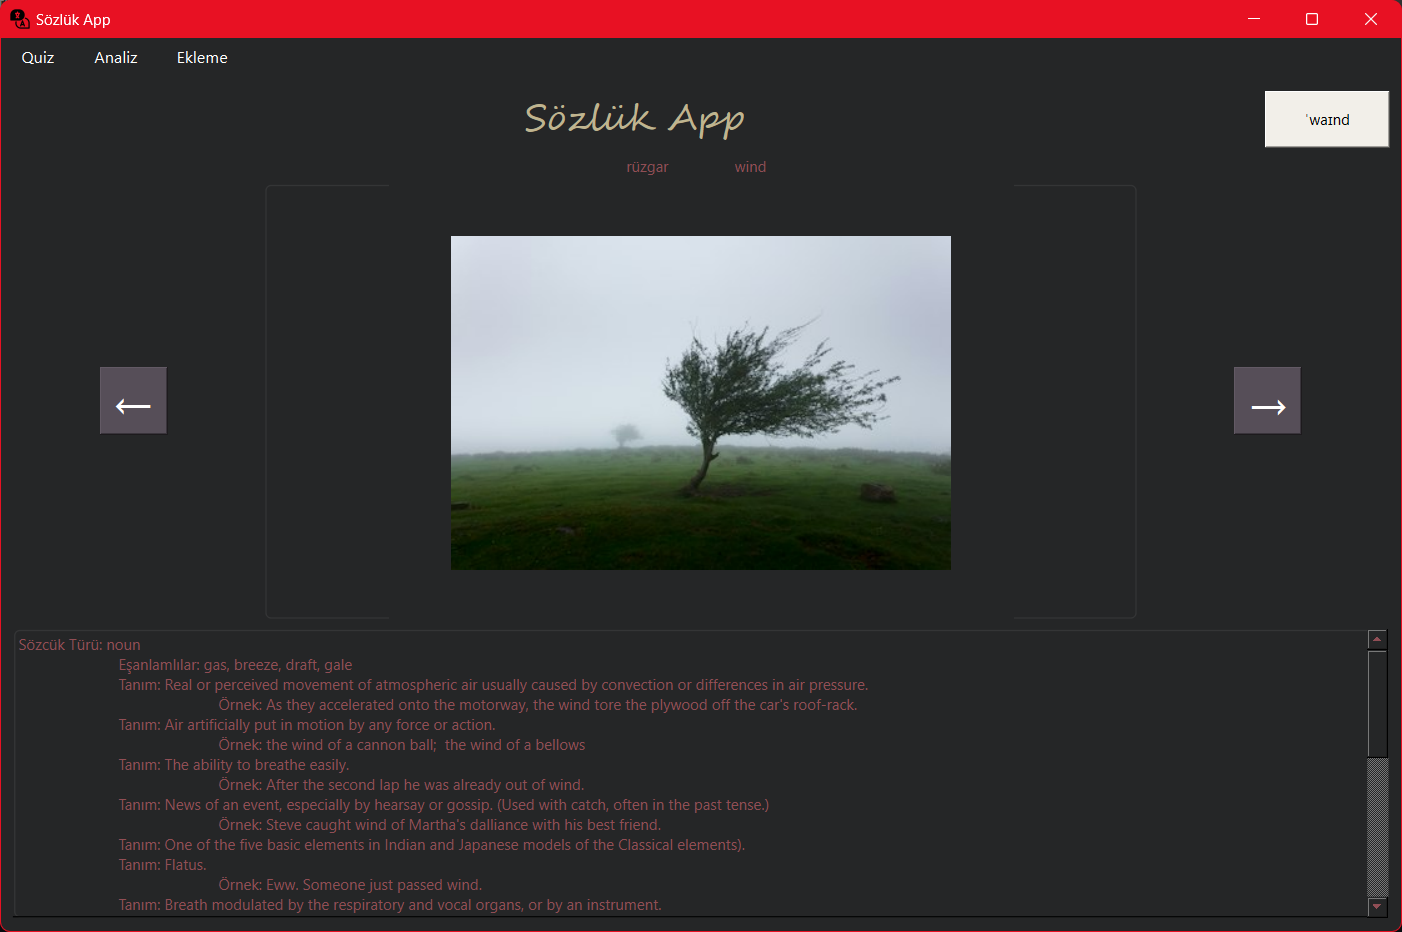 Sözlük App
Quiz Analiz Ekleme
Sözlük App
ˈwaɪnd
rüzgar wind
←
→
Sözcük Türü: noun
Eşanlamlılar: gas, breeze, draft, gale
Tanım: Real or perceived movement of atmospheric air usually caused by convection or differences in air pressure.
Örnek: As they accelerated onto the motorway, the wind tore the plywood off the car's roof-rack.
Tanım: Air artificially put in motion by any force or action.
Örnek: the wind of a cannon ball;  the wind of a bellows
Tanım: The ability to breathe easily.
Örnek: After the second lap he was already out of wind.
Tanım: News of an event, especially by hearsay or gossip. (Used with catch, often in the past tense.)
Örnek: Steve caught wind of Martha's dalliance with his best friend.
Tanım: One of the five basic elements in Indian and Japanese models of the Classical elements).
Tanım: Flatus.
Örnek: Eww. Someone just passed wind.
Tanım: Breath modulated by the respiratory and vocal organs, or by an instrument.